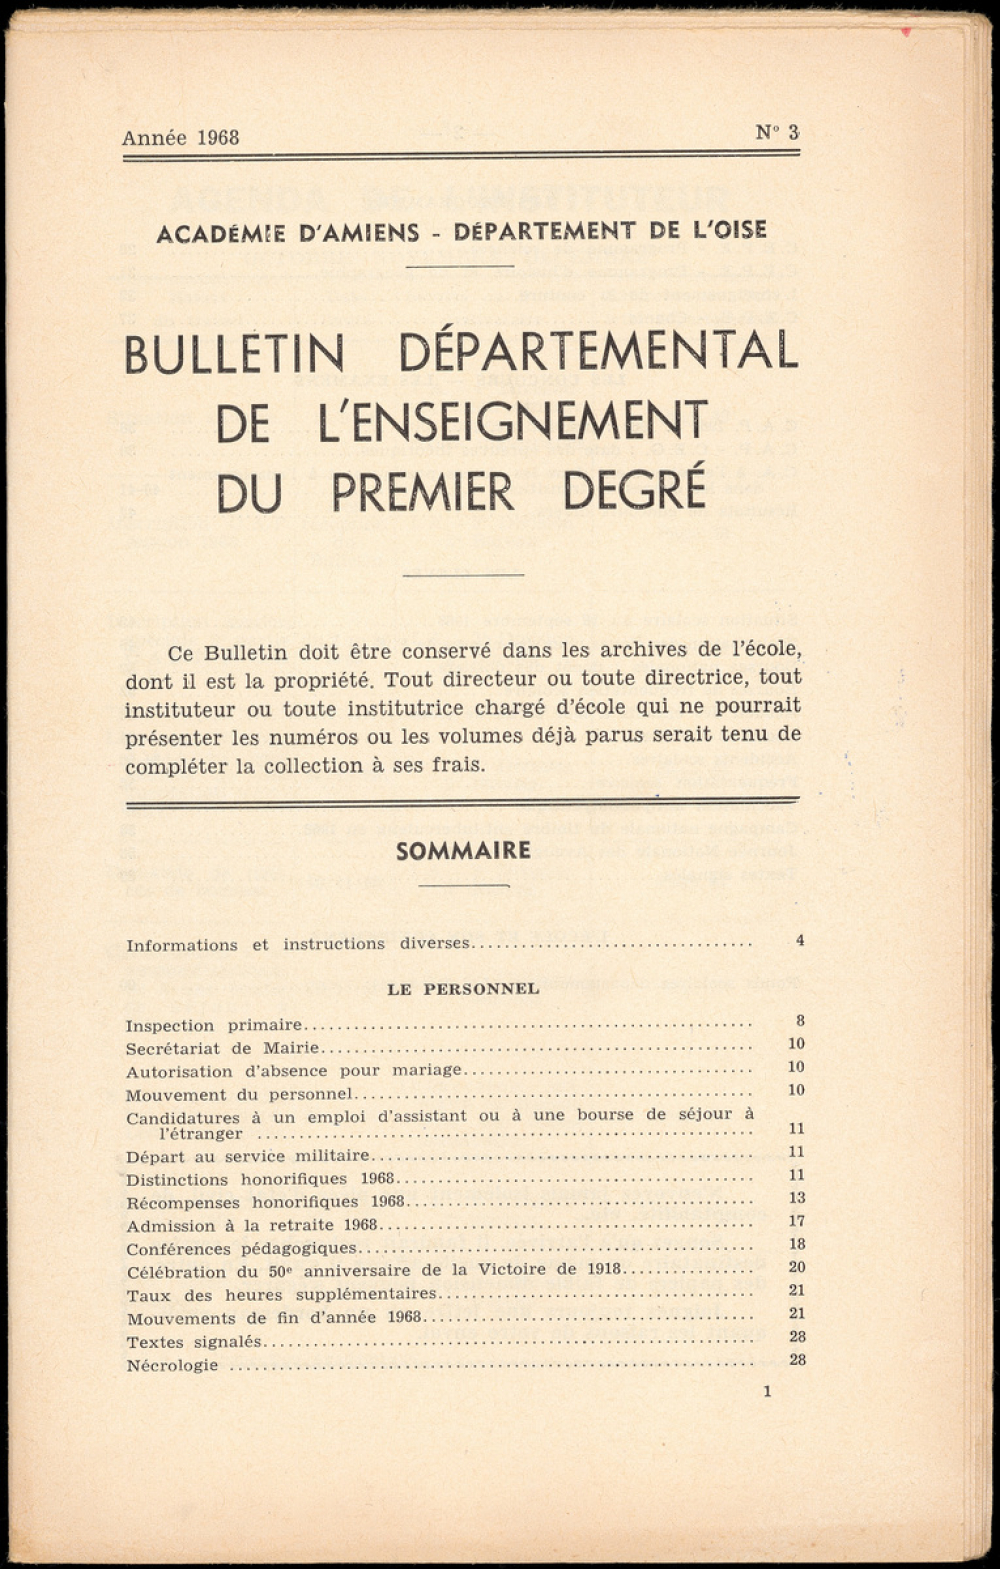 Année 1968
N° 3
ACADÉMIE D'AMIENS - DÉPARTEMENT DE L'OISE
BULLETIN DÉPARTEMENTAL
DE L'ENSEIGNEMENT
DU PREMIER DEGRÉ
Ce Bulletin doit être conservé dans les archives de l'école,
dont il est la propriété. Tout directeur ou toute directrice, tout
instituteur ou toute institutrice chargé d'école qui ne pourrait
présenter les numéros ou les volumes déjà parus serait tenu de
compléter la collection à ses frais.
SOMMAIRE
Informations et instructions diverses.................................. 4
LE PERSONNEL
Inspection primaire...................................................... 8
Secrétariat de Mairie.................................................... 10
Autorisation d'absence pour mariage................................... 10
Mouvement du personnel................................................ 10
Candidatures à un emploi d'assistant ou à une bourse de séjour à
l'étranger ............................................................ 11
Départ au service militaire.............................................. 11
Distinctions honorifiques 1968........................................... 11
Récompenses honorifiques 1968.......................................... 13
Admission à la retraite 1968............................................. 17
Conférences pédagogiques................................................ 18
Célébration du 50e anniversaire de la Victoire de 1918................ 20
Taux des heures supplémentaires...................................... 21
Mouvements de fin d'année 1968........................................ 21
Textes signalés........................................................... 28
Nécrologie ............................................................... 28
1